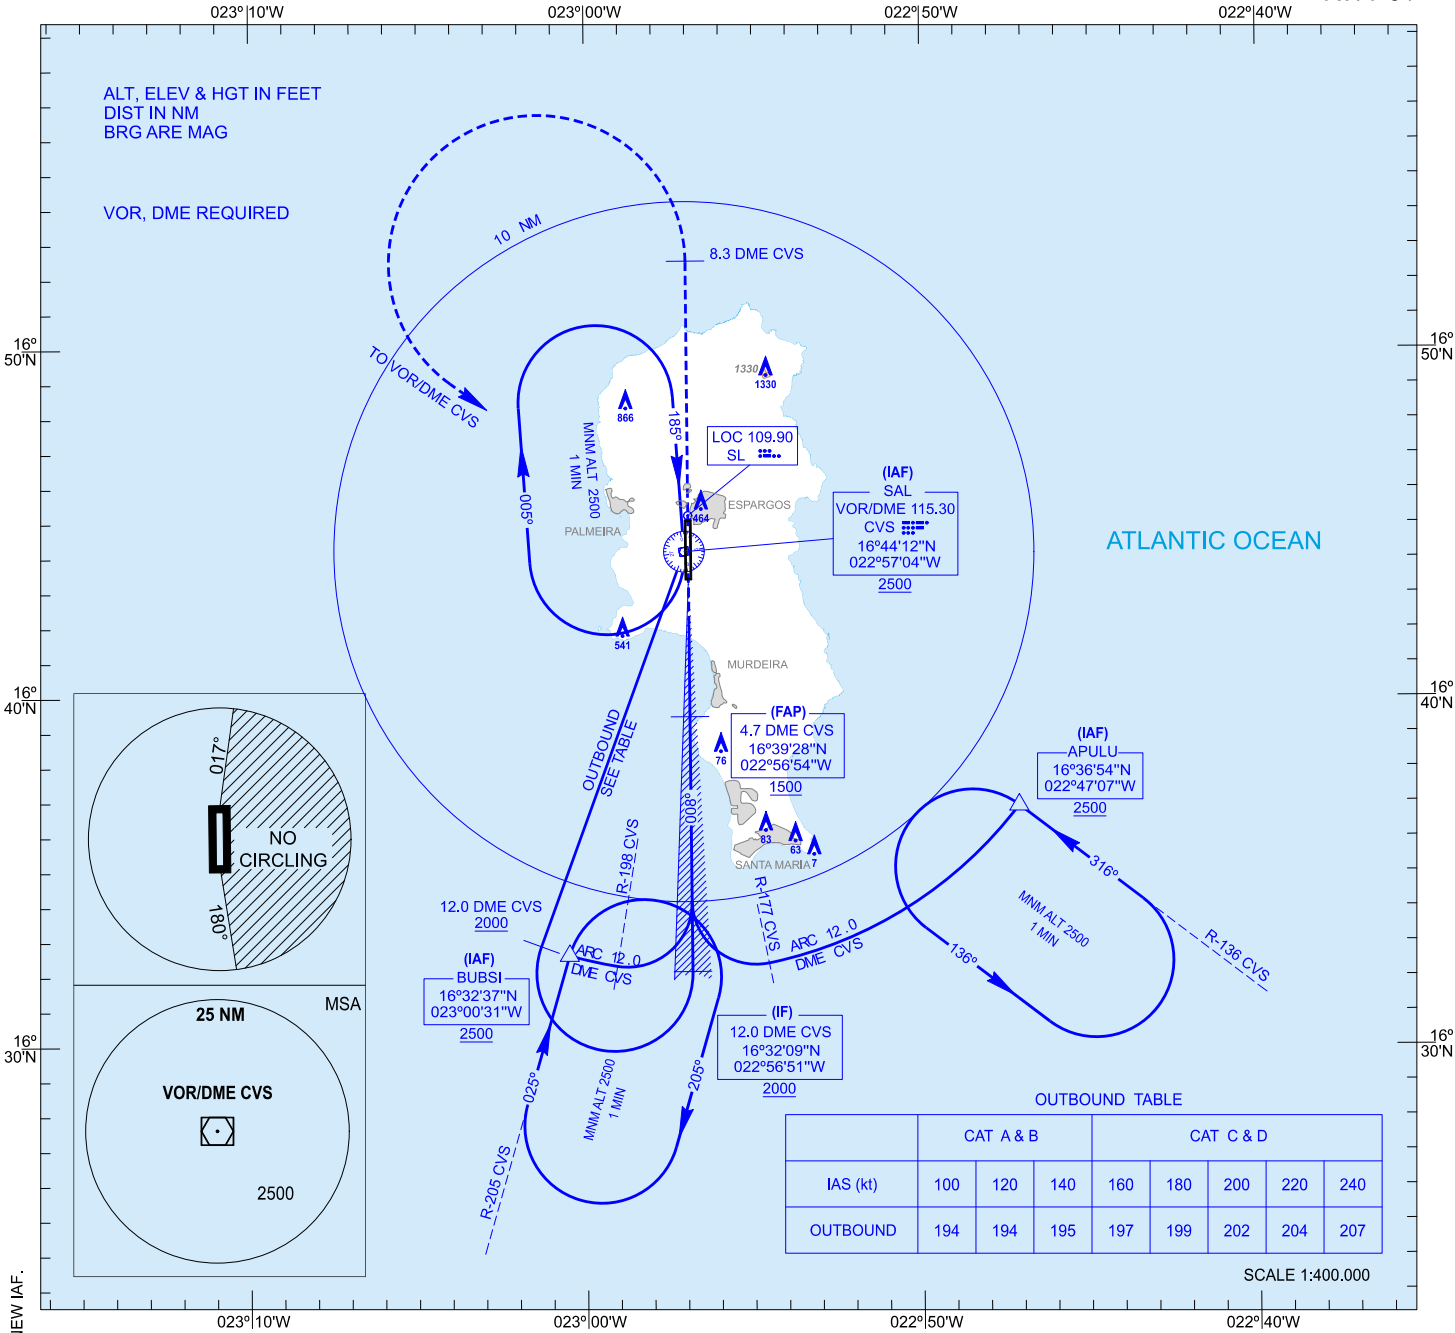 023°10'W
023°00'W
022°50'W
022°40'W
ALT, ELEV & HGT IN FEET
DIST IN NM
BRG ARE MAG
VOR, DME REQUIRED
10 NM
8.3 DME CVS
16°
50'N
16°
50'N
TO VOR/DME CVS
1330
1330
866
185°
MNM ALT 2500
1 MIN
005°
LOC 109.90
SL
464
ESPARGOS
PALMEIRA
(IAF)
SAL
VOR/DME 115.30
CVS
16°44'12"N
022°57'04"W
2500
ATLANTIC OCEAN
541
MURDEIRA
16°
40'N
16°
40'N
OUTBOUND
SEE TABLE
(FAP)
4.7 DME CVS
16°39'28"N
022°56'54"W
1500
76
008°
83
63
7
SANTA MARIA
(IAF)
APULU
16°36'54"N
022°47'07"W
2500
316°
MNM ALT 2500
1 MIN
136°
R-136 CVS
017°
NO
CIRCLING
180°
R-198 CVS
R-177 CVS
12.0 DME CVS
2000
ARC 12.0
DME CVS
ARC 12.0
DME CVS
(IAF)
BUBSI
16°32'37"N
023°00'31"W
2500
(IF)
12.0 DME CVS
16°32'09"N
022°56'51"W
2000
16°
30'N
16°
30'N
MSA
25 NM
VOR/DME CVS
2500
025°
MNM ALT 2500
1 MIN
205°
R-205 CVS
OUTBOUND TABLE
CAT A & B CAT C & D
IAS (kt) 100 120 140 160 180 200 220 240
OUTBOUND 194 194 195 197 199 202 204 207
SCALE 1:400.000
IAF.
023°10'W
023°00'W
022°50'W
022°40'W